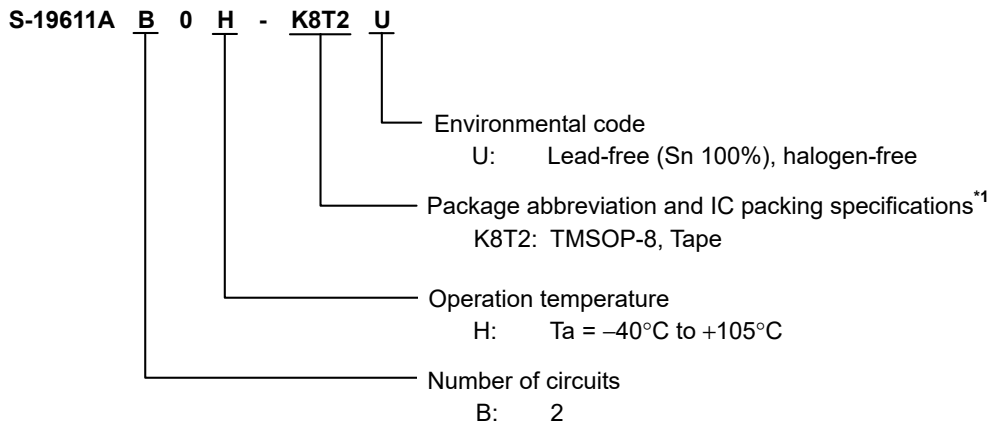 S-19611A B 0 H - K8T2 U
Environmental code
U: Lead-free (Sn 100%), halogen-free
Package abbreviation and IC packing specifications*1
K8T2: TMSOP-8, Tape
Operation temperature
H: Ta = −40°C to +105°C
Number of circuits
B: 2